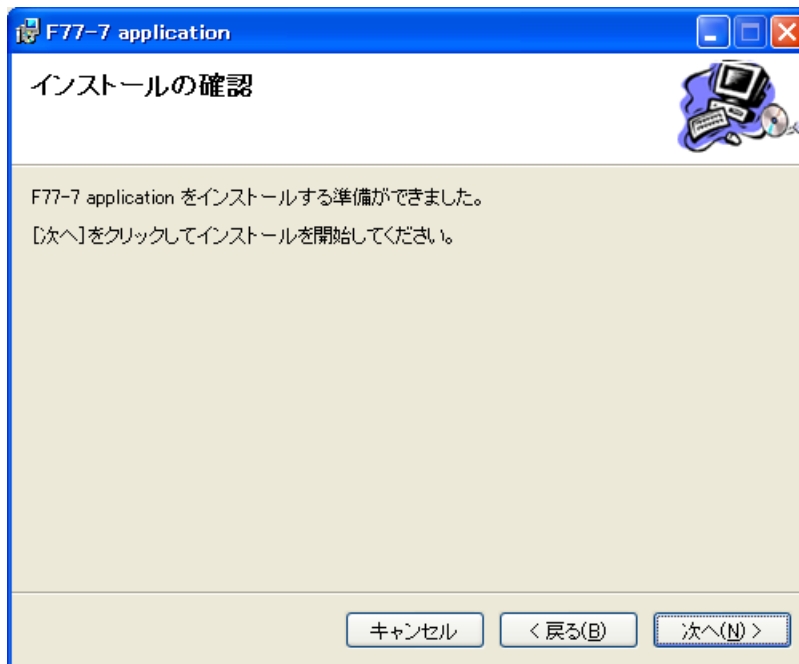 F77-7 application
インストールの確認
F77-7 application をインストールする準備ができました。
[次へ]をクリックしてインストールを開始してください。
キャンセル
< 戻る(B)
次へ(N) >